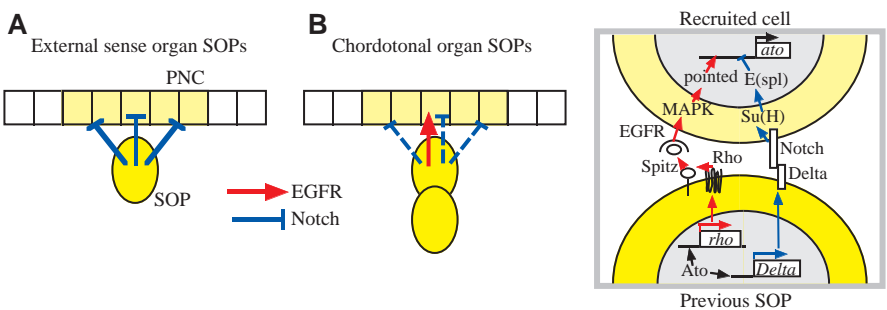 A
External sense organ SOPs
PNC
SOP
EGFR
Notch
B
Chordotonal organ SOPs
Recruited cell
ato
pointed
E(spl)
MAPK
Su(H)
EGFR
Notch
Spitz
Rho
Delta
rho
Ato
Delta
Previous SOP